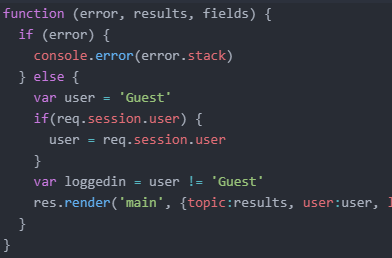 function (error, results, fields) {
  if (error) {
    console.error(error.stack)
  } else {
    var user = 'Guest'
    if(req.session.user) {
      user = req.session.user
    }
    var loggedin = user != 'Guest'
    res.render('main', {topic:results, user:user,
  }
}